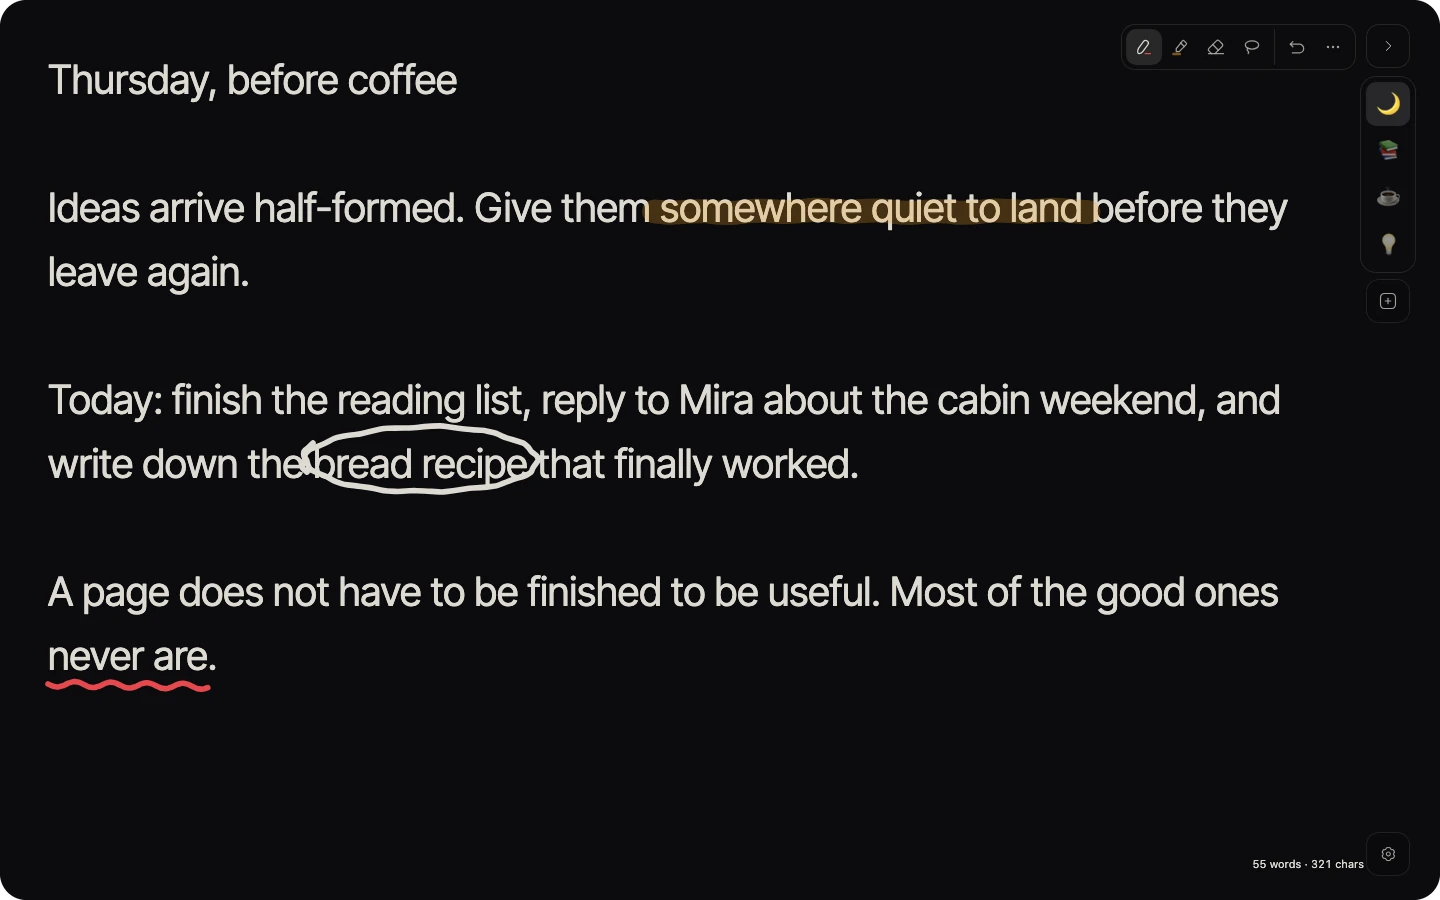 Thursday, before coffee
Ideas arrive half-formed. Give them somewhere quiet to land before they
leave again.
Today: finish the reading list, reply to Mira about the cabin weekend, and
write down the bread recipe that finally worked.
A page does not have to be finished to be useful. Most of the good ones
never are.
55 words · 321 chars